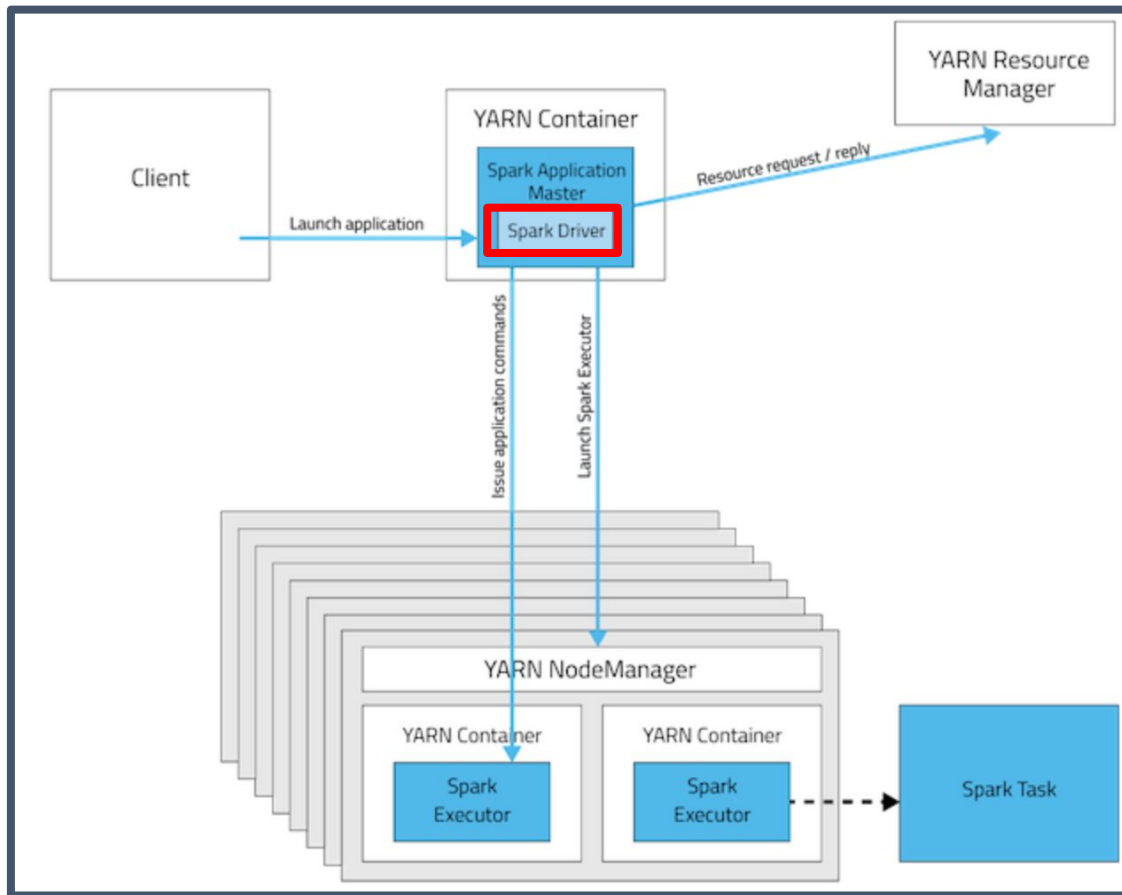 YARN Resource
Manager
YARN Container
Client
Spark Application
Master
Resource request / reply
Launch application
Spark Driver
Issue application commands
Launch Spark Executor
YARN NodeManager
YARN Container
YARN Container
Spark
Executor
Spark
Executor
Spark Task